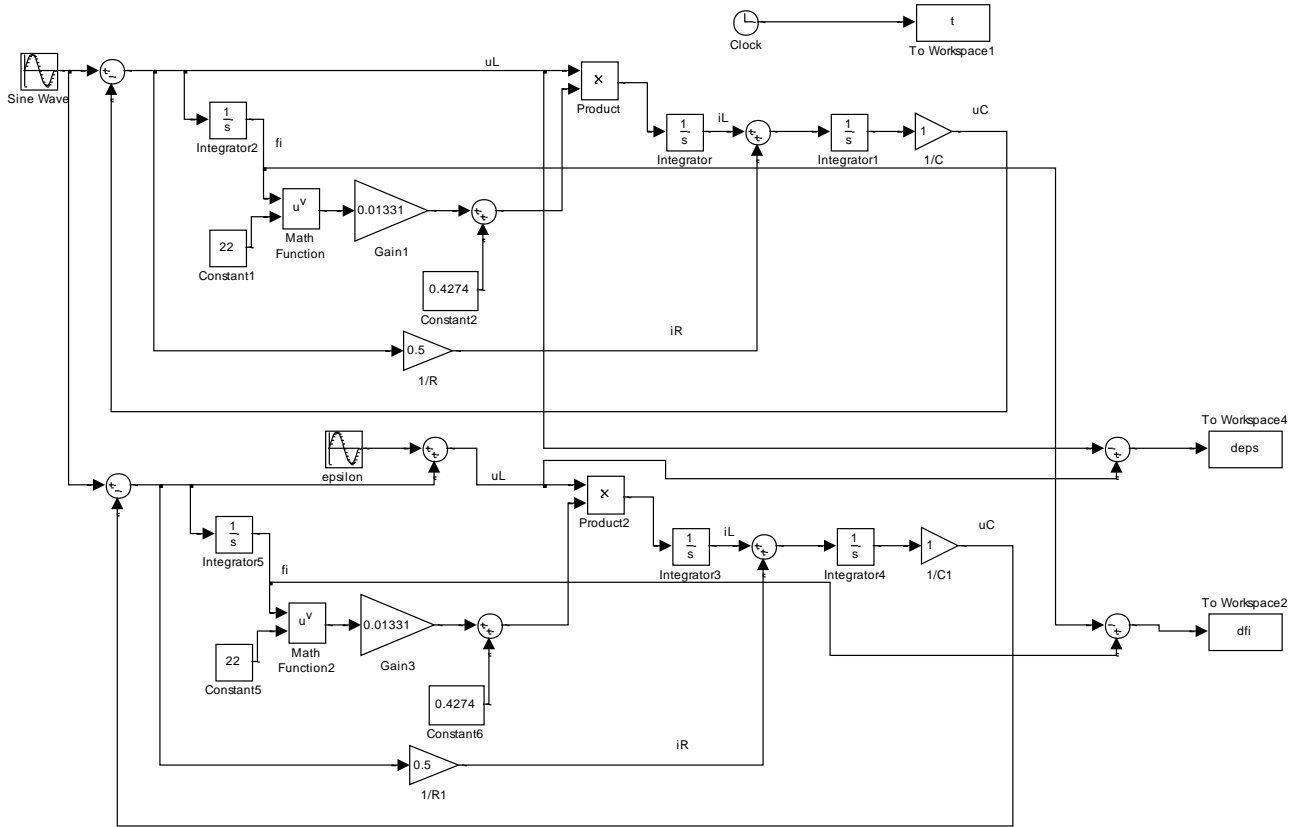 Clock
t
To Workspace1
Sine Wave
+
-
uL
×
Product
1
s
Integrator2
fi
1
s
Integrator
iL
+
+
1
s
Integrator1
1
1/C
uC
u^v
Math
Function
22
Constant1
0.01331
Gain1
+
+
0.4274
Constant2
0.5
1/R
iR
epsilon
+
+
-
+
To Workspace4
deps
+
-
uL
×
Product2
1
s
Integrator5
fi
1
s
Integrator3
iL
+
+
1
s
Integrator4
1
1/C1
uC
u^v
Math
Function2
22
Constant5
0.01331
Gain3
+
+
0.4274
Constant6
-
+
To Workspace2
dfi
0.5
1/R1
iR